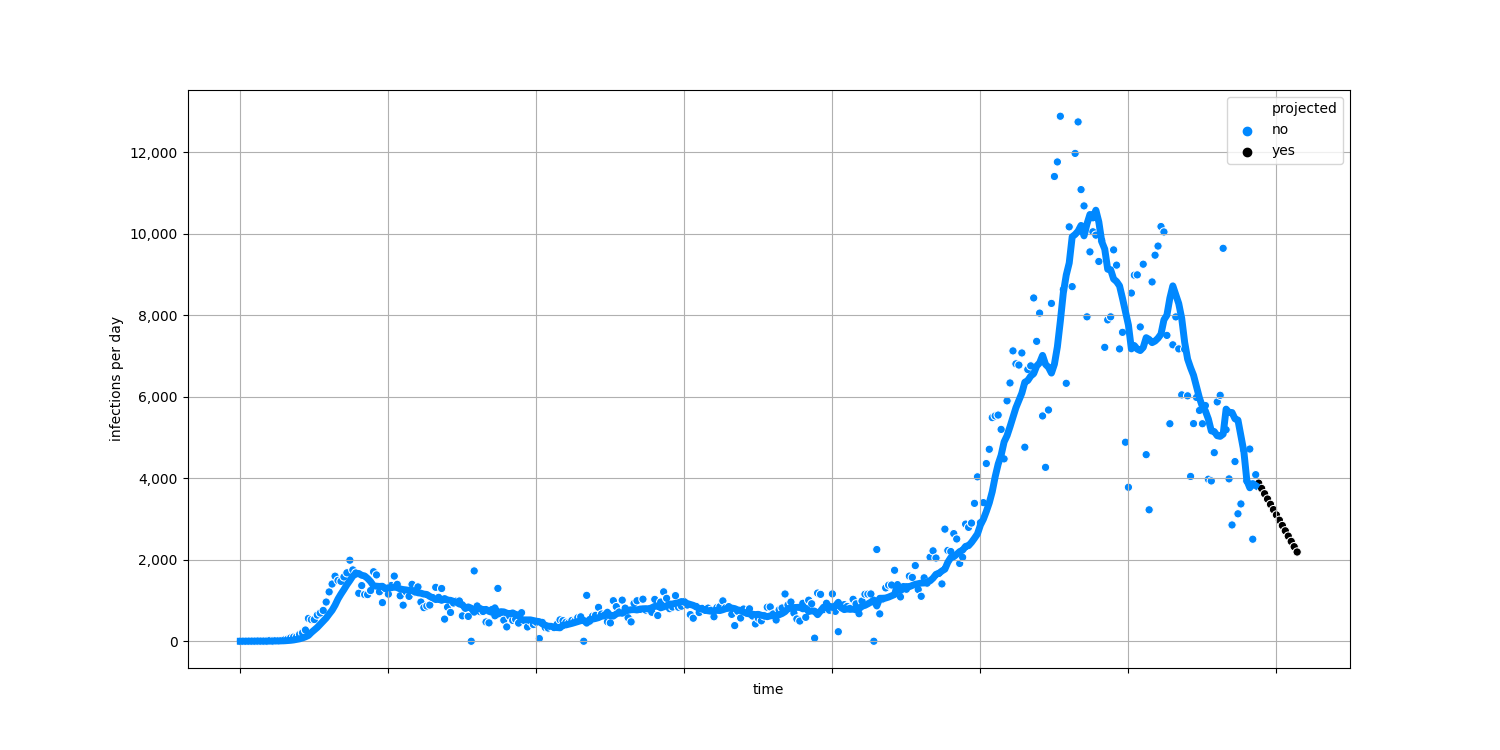 projected
no
yes
12,000
10,000
8,000
6,000
4,000
2,000
0
infections per day
time